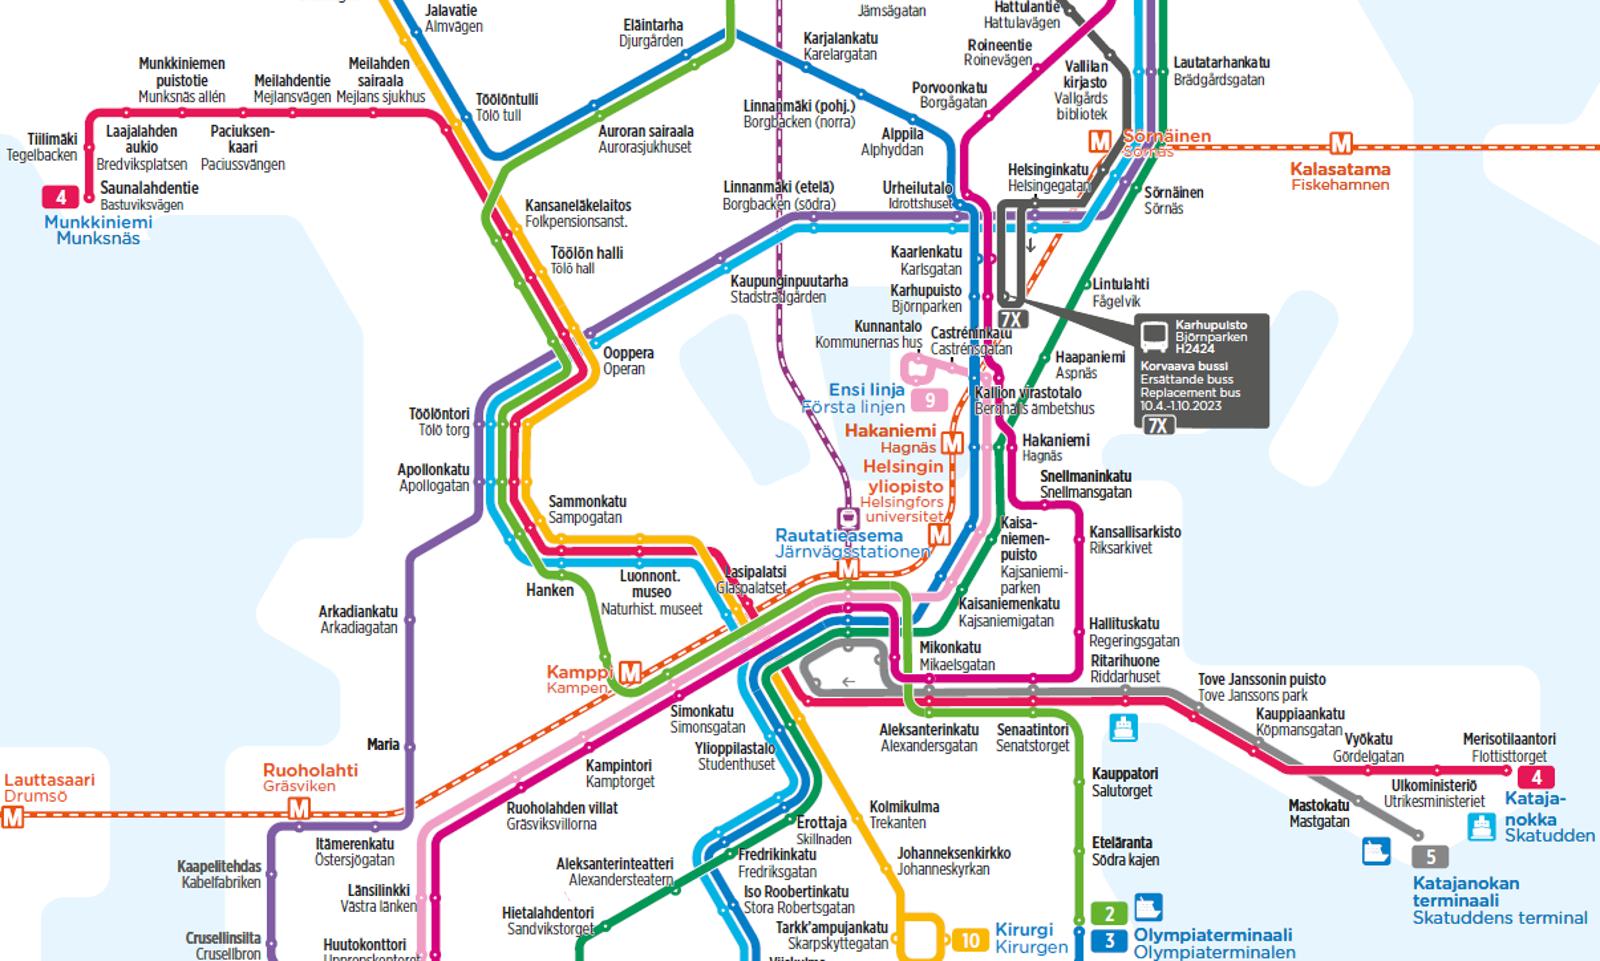 Jalavatie
Almvägen
Eläintarha
Djurgården
Jämsägatan
Karjalankatu
Karelargatan
Hattulantie
Hattulavägen
Roineentie
Roinevägen
Vallilan
kirjasto
Vallgårds
bibliotek
Lautatarhankatu
Brädgårdsgatan
Munkkiniemen
puistotie
Munksnäs allén
Meilahdentie
Mejlansvägen
Meilahden
sairaala
Mejlans sjukhus
Töölöntulli
Tölö tull
Linnanmäki (pohj.)
Borgbacken (norra)
Porvoonkatu
Borgågatan
Alppila
Alphyddan
Auroran sairaala
Aurorasjukhuset
M
Sörnäinen
Sörnäs
M
Kalasatama
Fiskehamnen
Tiilimäki
Tegelbacken
Laajalahden
aukio
Bredviksplatsen
Paciuksen-
kaari
Paciussvängen
4
Munkkiniemi
Munksnäs
Saunalahdentie
Bastuviksvägen
Kansaneläkelaitos
Folkpensionsanst.
Linnanmäki (etelä)
Borgbacken (södra)
Urheilutalo
Idrottshuset
Helsinginkatu
Helsingegatan
Sörnäinen
Sörnäs
Töölön halli
Tölö hall
Kaupunginpuutarha
Stadsträdgården
Kaarlenkatu
Karlsgatan
Karhupuisto
Björnparken
Lintulahti
Fågelvik
7X
Karhupuisto
Björnparken
H2424
Korvaava bussi
Ersättande buss
Replacement bus
10.4.-1.10.2023
7X
Kunnantalo
Kommunernas hus
Castréninkatu
Castrénsgatan
Haapaniemi
Aspnäs
Ooppera
Operan
Ensi linja
Första linjen
9
Kallion virastotalo
Berghälls ämbetshus
Töölöntori
Tölö torg
Hakaniemi
Hagnäs
M
Hakaniemi
Hagnäs
Apollonkatu
Apollogatan
Helsingin
yliopisto
Helsingfors
universitet
M
Snellmaninkatu
Snellmansgatan
Sammonkatu
Sampogatan
Rautatieasema
Järnvägsstationen
M
Kaisa-
niemen-
puisto
Kajsaniemi-
parken
Kansallisarkisto
Riksarkivet
Hanken
Luonnont.
museo
Naturhist. museet
Lasipalatsi
Glaspalatset
Kaisaniemenkatu
Kajsaniemigatan
Arkadiankatu
Arkadiagatan
Hallituskatu
Regeringsgatan
Mikonkatu
Mikaelsgatan
Ritarihuone
Riddarhuset
Kamppi
Kampen
M
Tove Janssonin puisto
Tove Janssons park
Simonkatu
Simonsgatan
Kauppiaankatu
Köpmansgatan
Maria
Ylioppilastalo
Studenthuset
Aleksanterinkatu
Alexandersgatan
Senaatintori
Senatstorget
Vyökatu
Gördelgatan
Merisotilaantori
Flottisttorget
Lauttasaari
Drumsö
M
Ruoholahti
Gräsviken
M
Kampintori
Kamptorget
Kauppatori
Salutorget
Ulkoministeriö
Utrikesministeriet
4
Kataja-
nokka
Skatudden
Ruoholahden villat
Gräsviksvillorna
Kolmikulma
Trekanten
Mastokatu
Mastgatan
Erottaja
Skillnaden
Itämerenkatu
Östersjögatan
Eteläranta
Södra kajen
Kaapelitehdas
Kabelfabriken
Aleksanterinteatteri
Alexandersteatern
Fredrikinkatu
Fredriksgatan
Johanneksenkirkko
Johanneskyrkan
5
Katajanokan
terminaali
Skatuddens terminal
Länsilinkki
Västra länken
Iso Roobertinkatu
Stora Robertsgatan
Hietalahdentori
Sandvikstorget
Tarkk'ampujankatu
Skarpskyttegatan
10
Kirurgi
Kirurgen
2
3
Olympiaterminaali
Olympiaterminalen
Crusellinsilta
Crusellbron
Huutokonttori